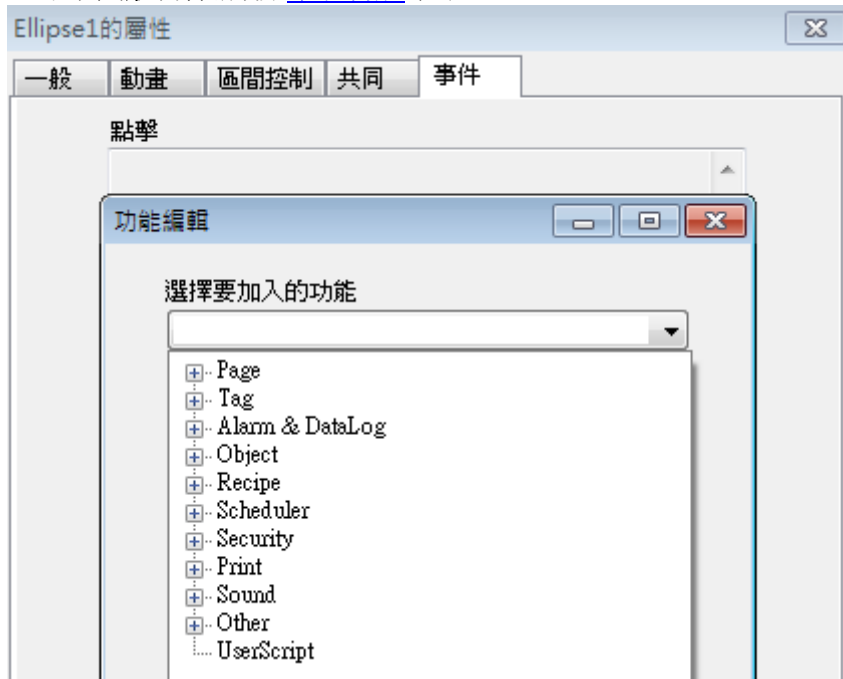 Ellipse1的屬性
一般 動畫 區間控制 共同 事件
點擊
功能編輯
選擇要加入的功能
Page
Tag
Alarm & DataLog
Object
Recipe
Scheduler
Security
Print
Sound
Other
UserScript